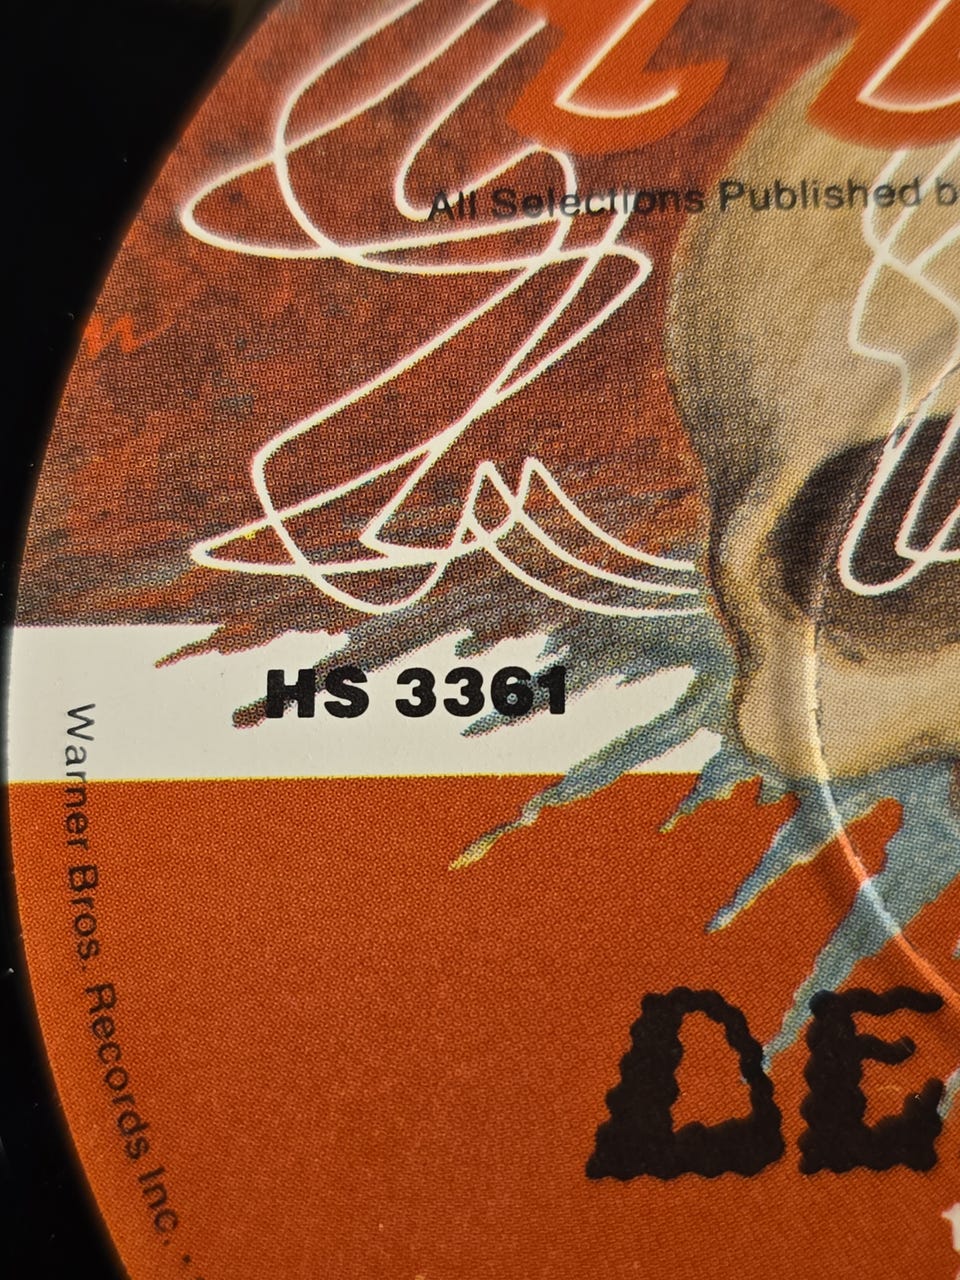 All Selections Published b
HS 3361
Warner Bros. Records Inc. •
DE